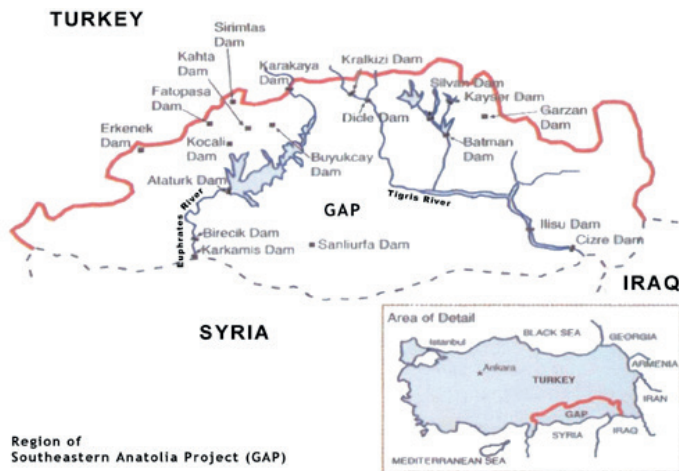 TURKEY
Sirimtas
Dam
Kahta
Dam
Fatupasa
Dam
Erkenek
Dam
Kocali
Dam
Karakaya
Dam
Kralkizi Dam
Silvan Dam
Kayser Dam
Garzan
Dam
Dicle Dam
Batman
Dam
Buyukcay
Dam
Ataturk Dam
Euphrates River
GAP
Tigris River
Birecik Dam
Karkamis Dam
Sanliurfa Dam
Ilisu Dam
Cizre Dam
IRAQ
SYRIA
Area of Detail
BLACK SEA
GEORGIA
Istanbul
Ankara
ARMENIA
TURKEY
IRAN
GAP
SYRIA
IRAQ
MEDITERRANEAN SEA
Region of
Southeastern Anatolia Project (GAP)